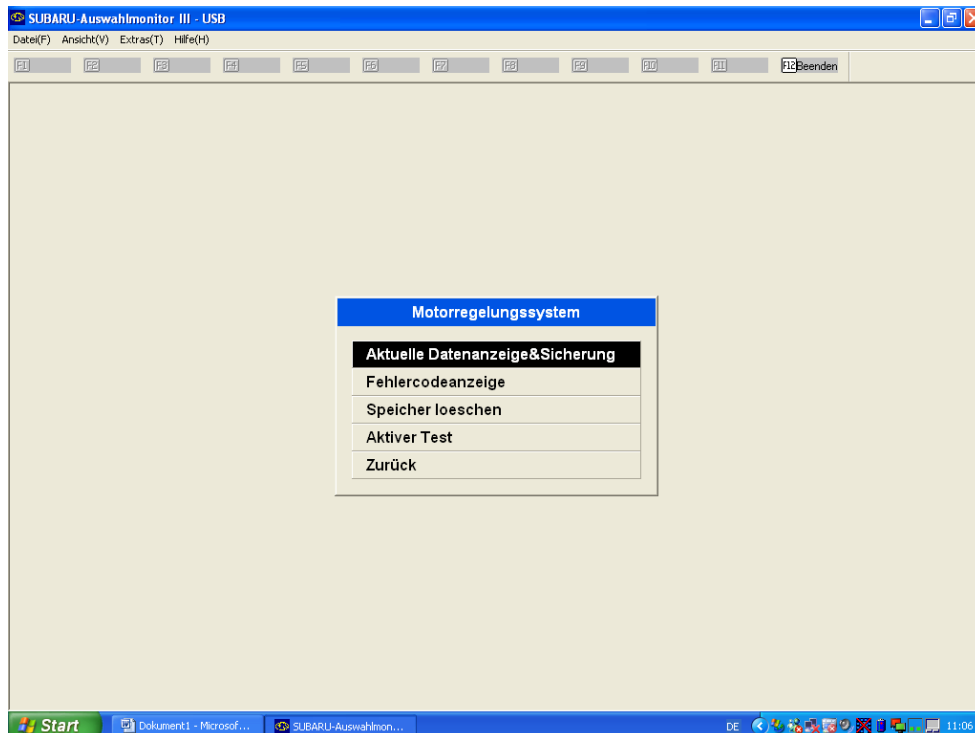 SUBARU-Auswahlmonitor III - USB
Datei(F) Ansicht(V) Extras(T) Hilfe(H)
F1 F2 F3 F4 F5 F6 F7 F8 F9 F10 F11 F12 Beenden
Motorregelungssystem
Aktuelle Datenanzeige&Sicherung
Fehlercodeanzeige
Speicher loeschen
Aktiver Test
Zurück
Start Dokument1 - Microsof... SUBARU-Auswahlmon... DE 11:06